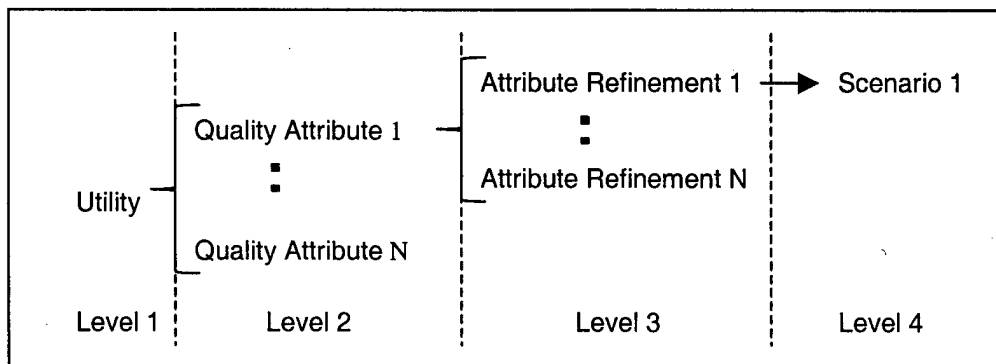 Attribute Refinement 1
Scenario 1
Quality Attribute 1
Attribute Refinement N
Utility
Quality Attribute N
Level 1
Level 2
Level 3
Level 4